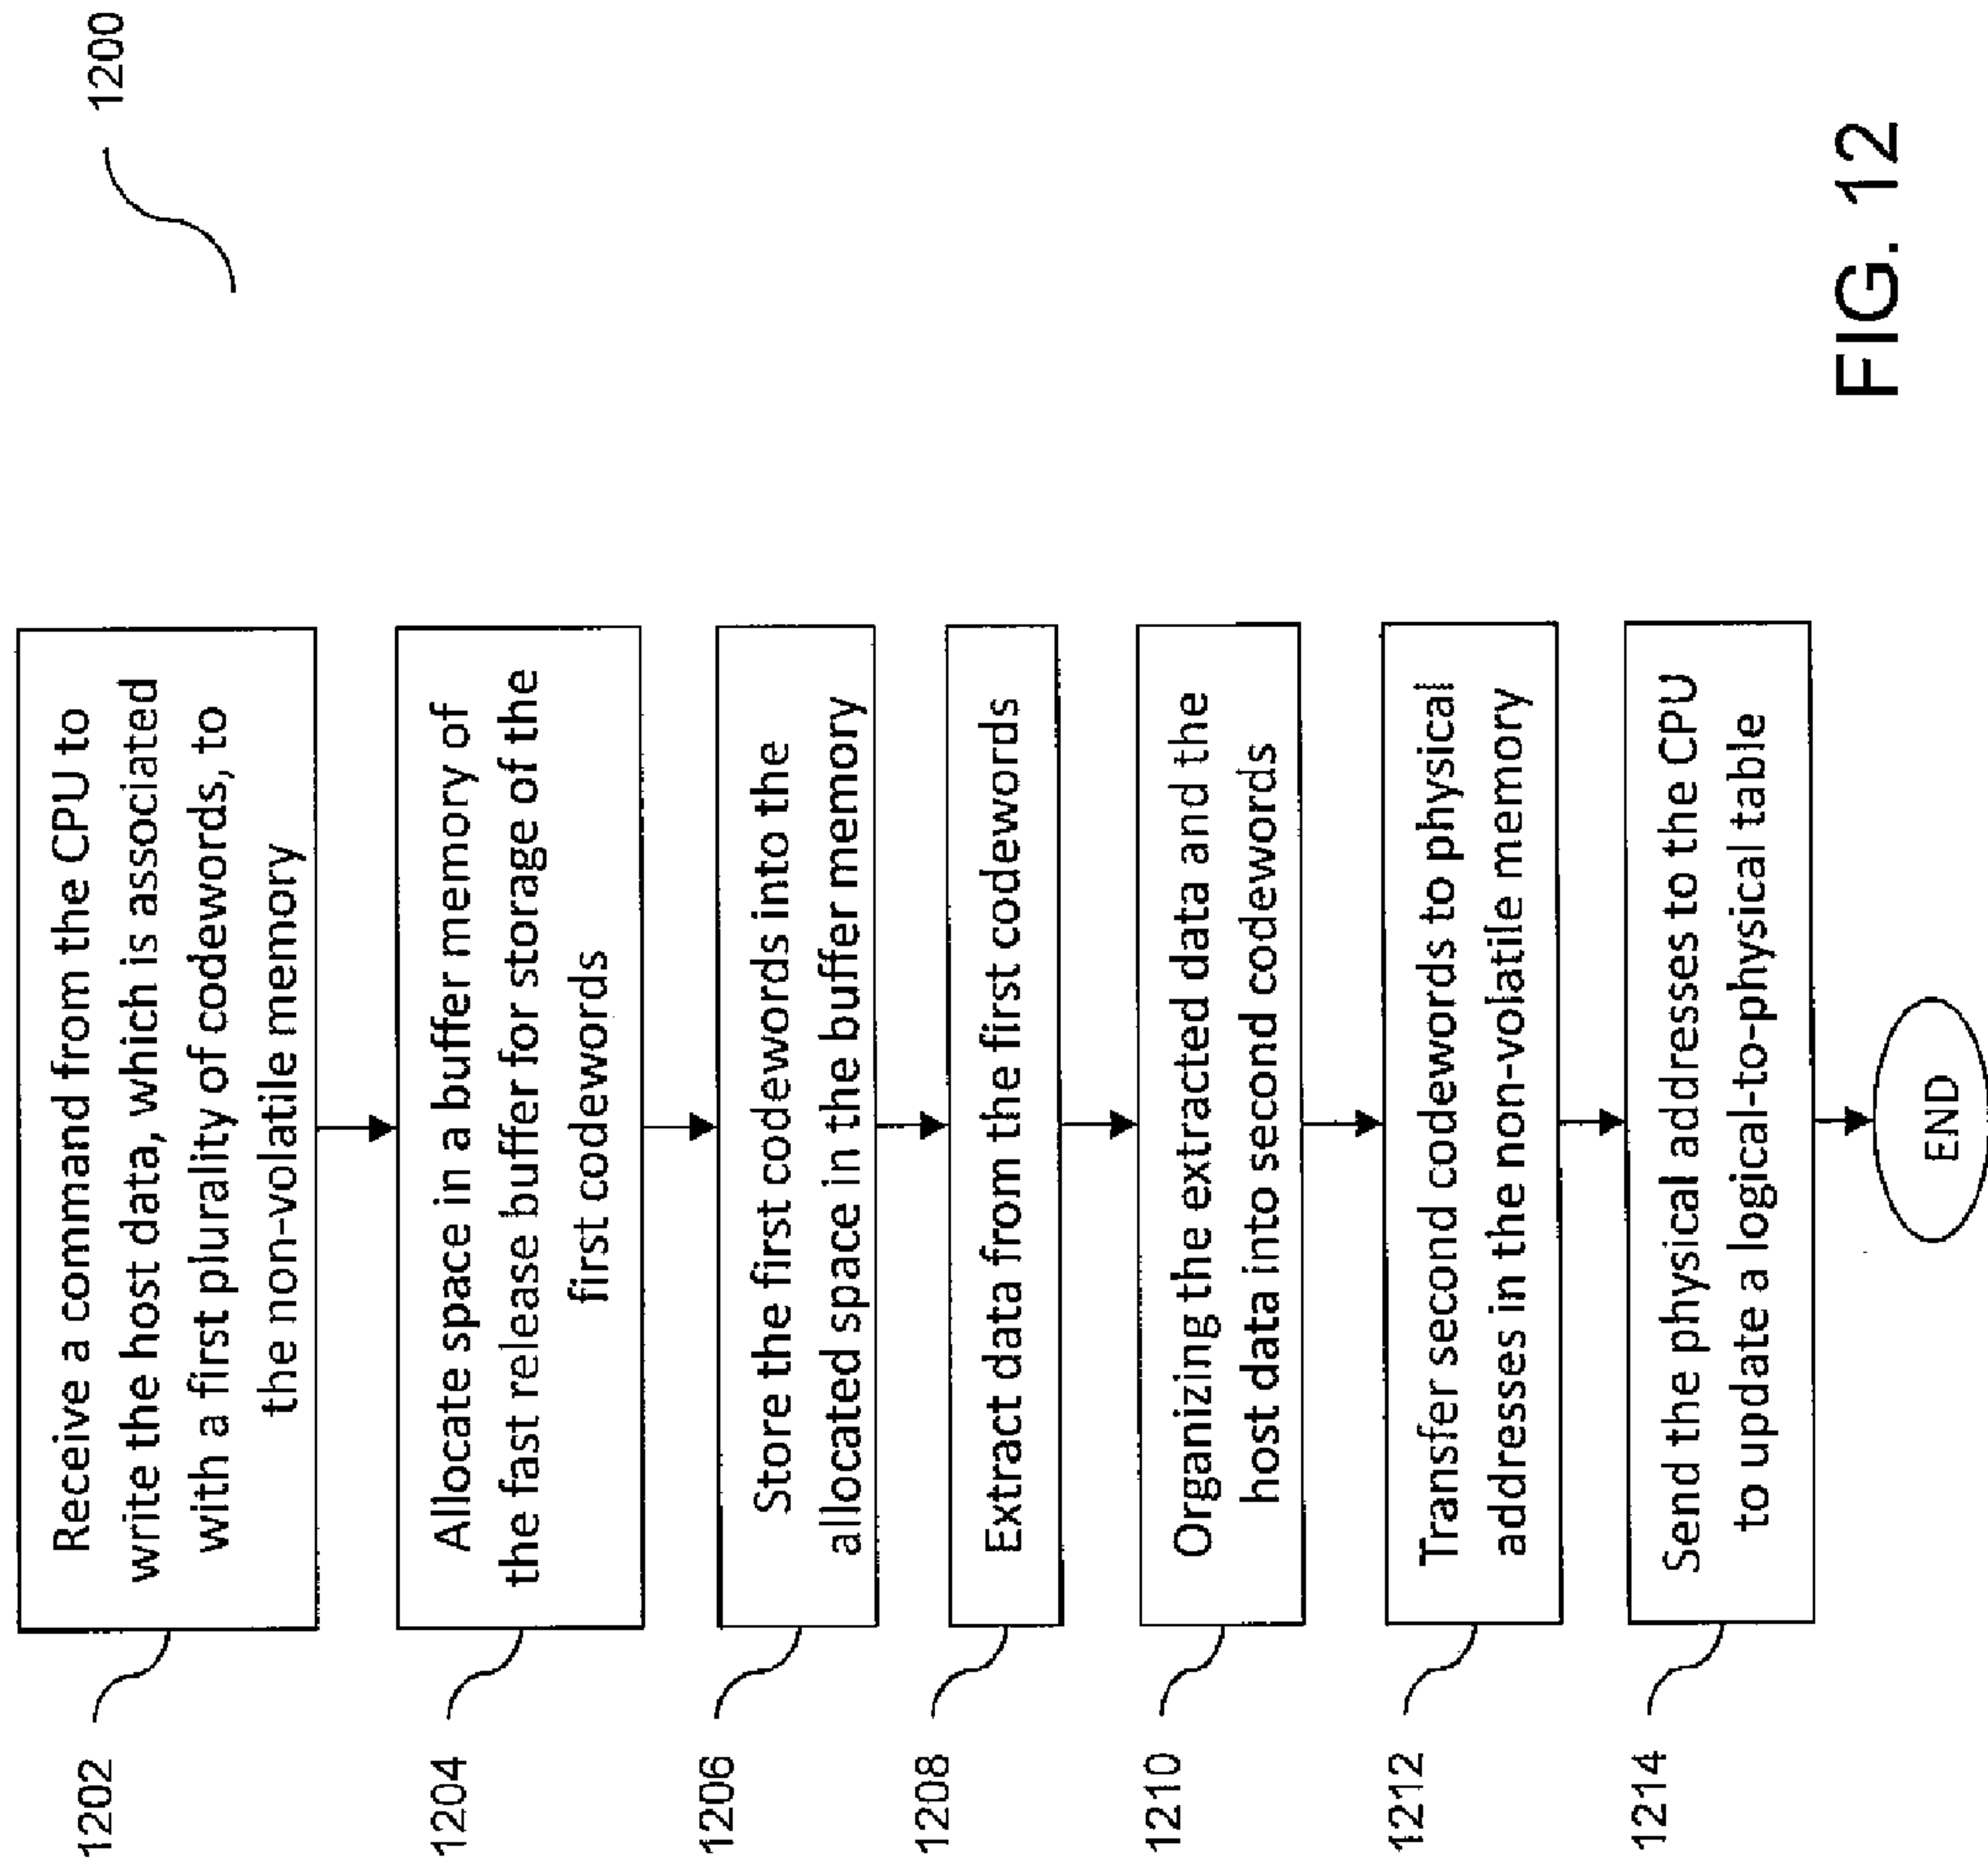 1200
1202
Receive a command from the CPU to
write the host data, which is associated
with a first plurality of codewords, to
the non-volatile memory
1204
Allocate space in a buffer memory of
the fast release buffer for storage of the
first codewords
1206
Store the first codewords into the
allocated space in the buffer memory
1208
Extract data from the first codewords
1210
Organizing the extracted data and the
host data into second codewords
1212
Transfer second codewords to physical
addresses in the non-volatile memory
1214
Send the physical addresses to the CPU
to update a logical-to-physical table
END
FIG. 12